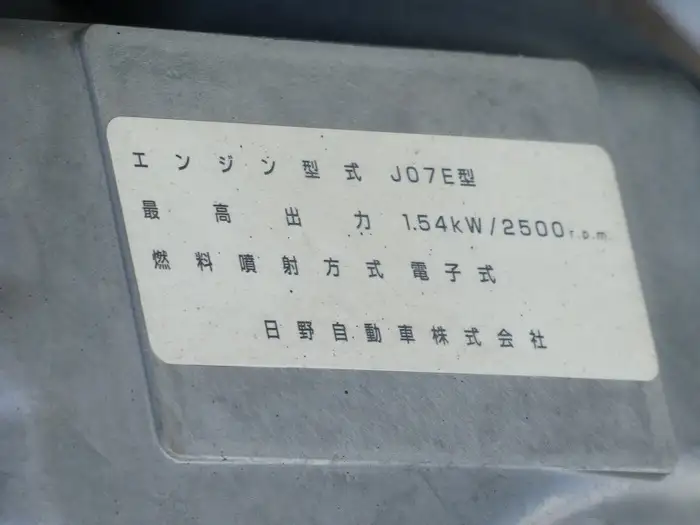 エンジン型式 J07E型
最高出力 1.54kW/2500r.p.m
燃料噴射方式 電子式
日野自動車株式会社